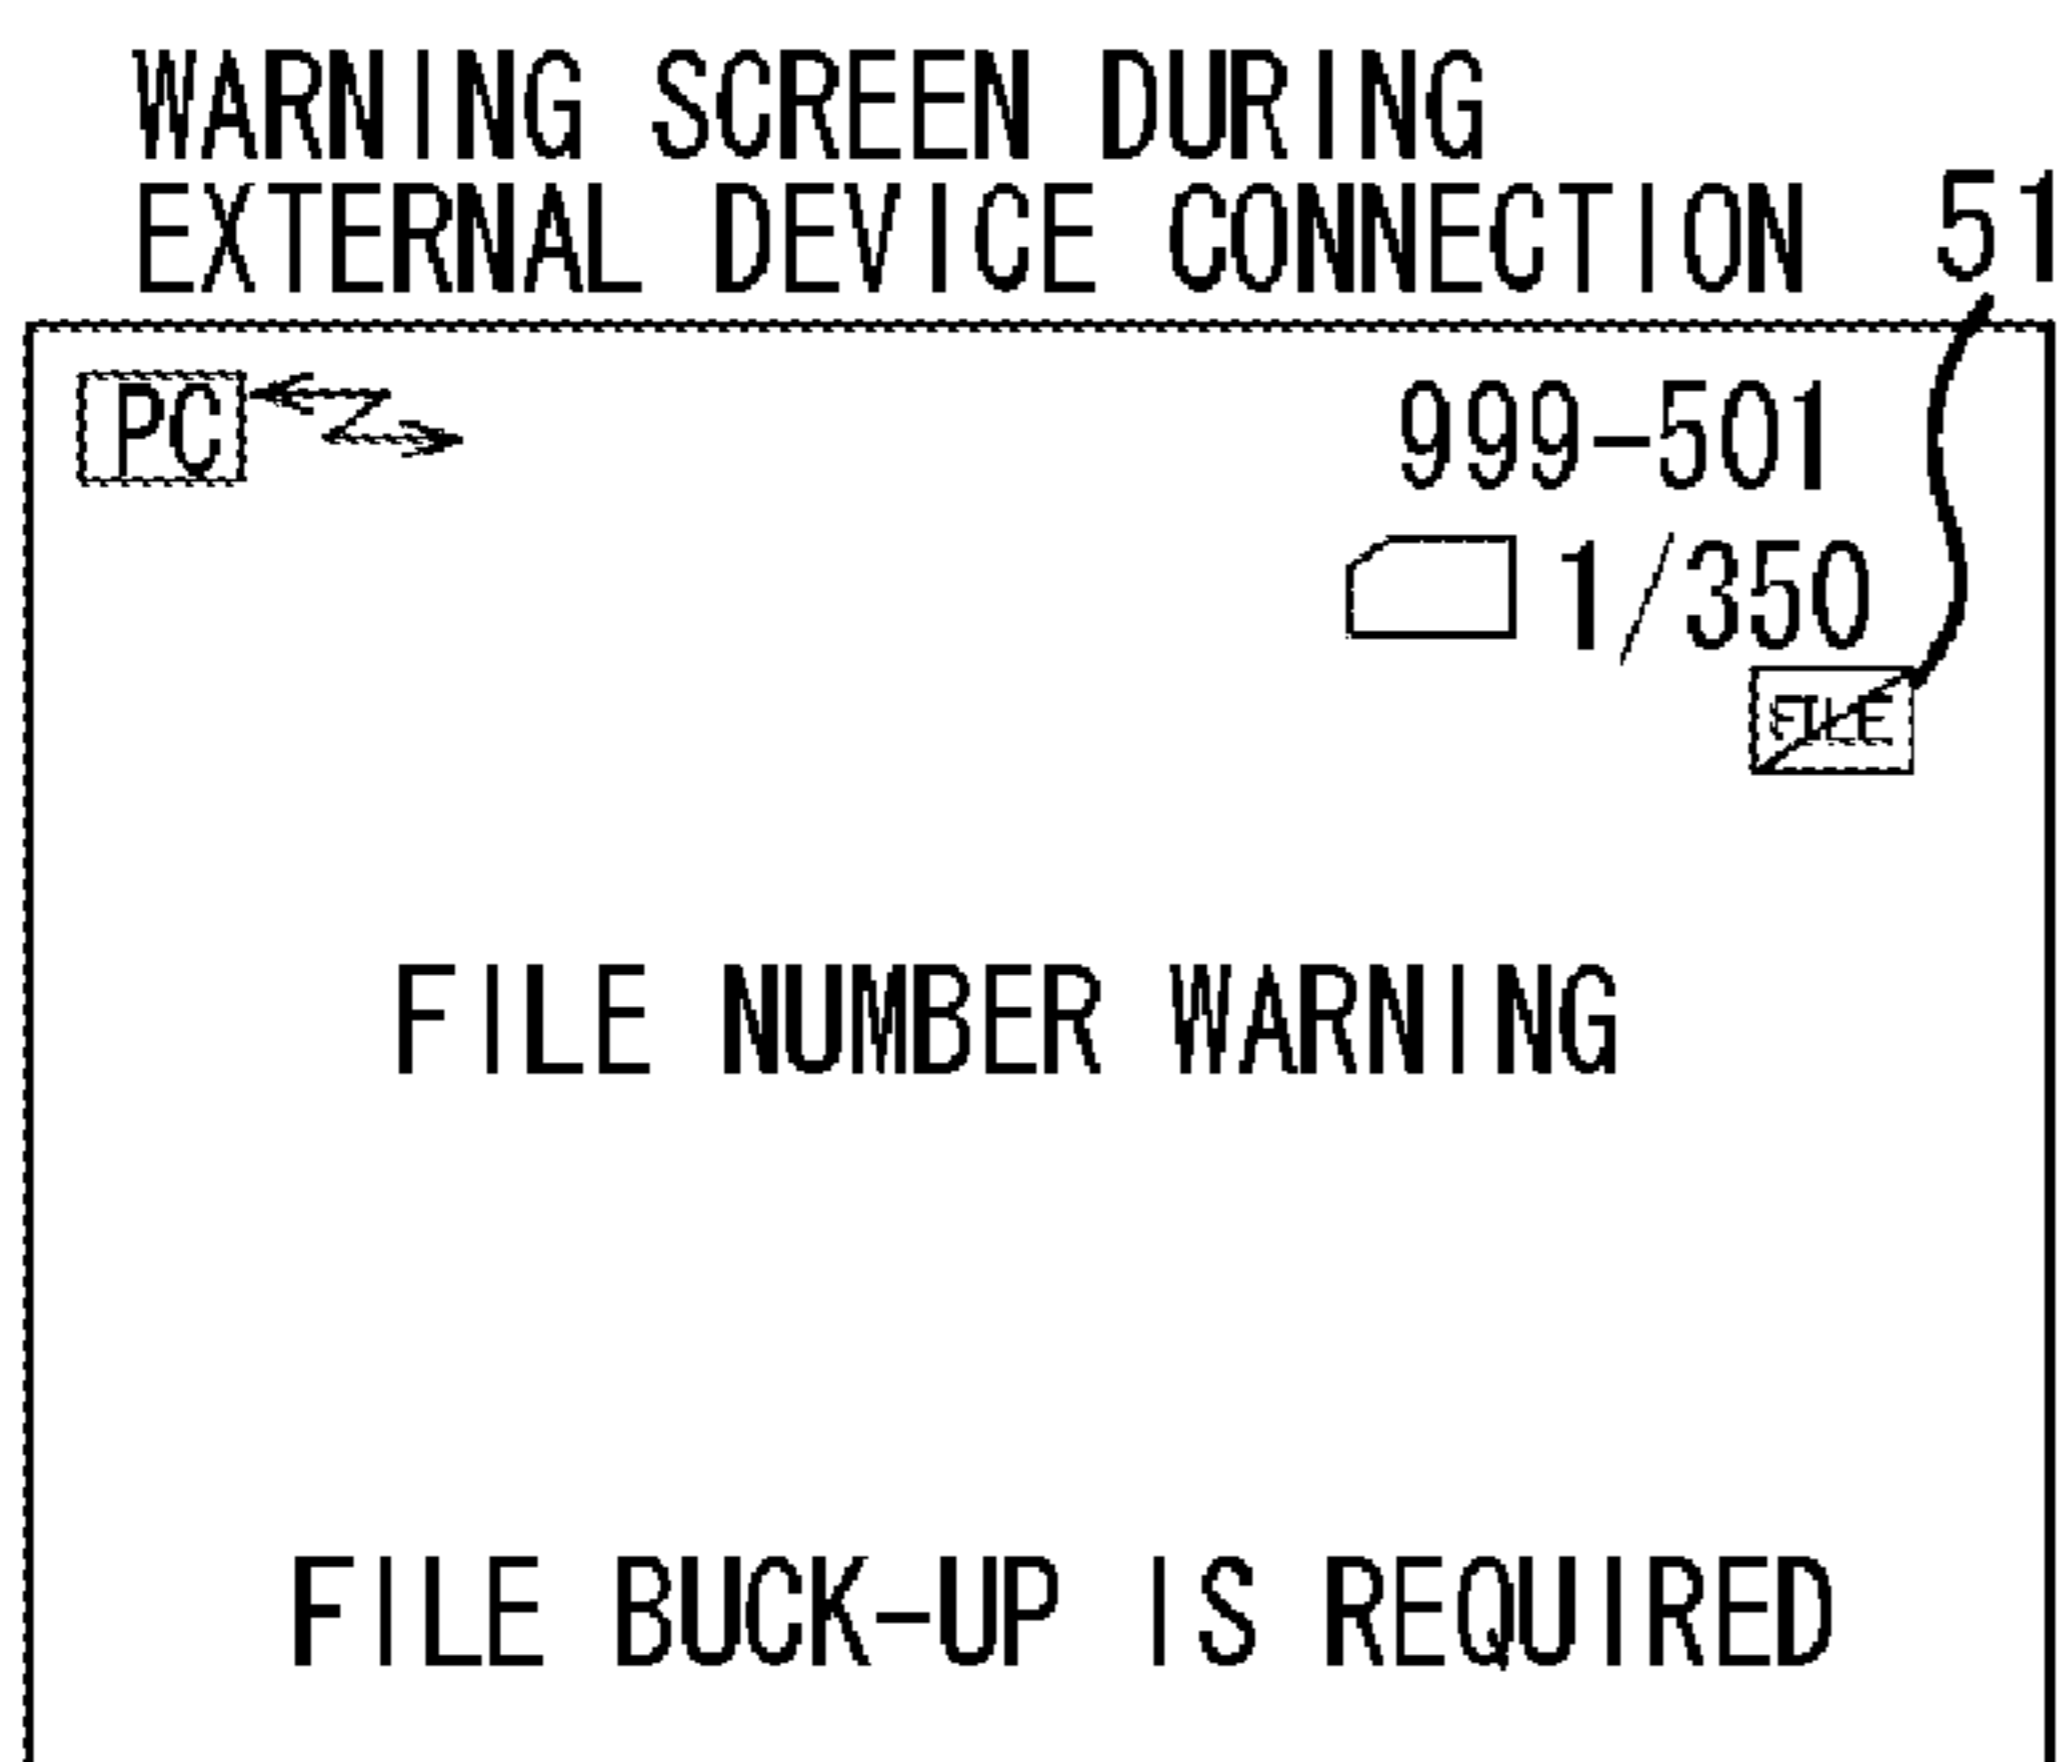 WARNING SCREEN DURING
EXTERNAL DEVICE CONNECTION 51
PC 999-501
1/350
FILE
FILE NUMBER WARNING
FILE BUCK-UP IS REQUIRED